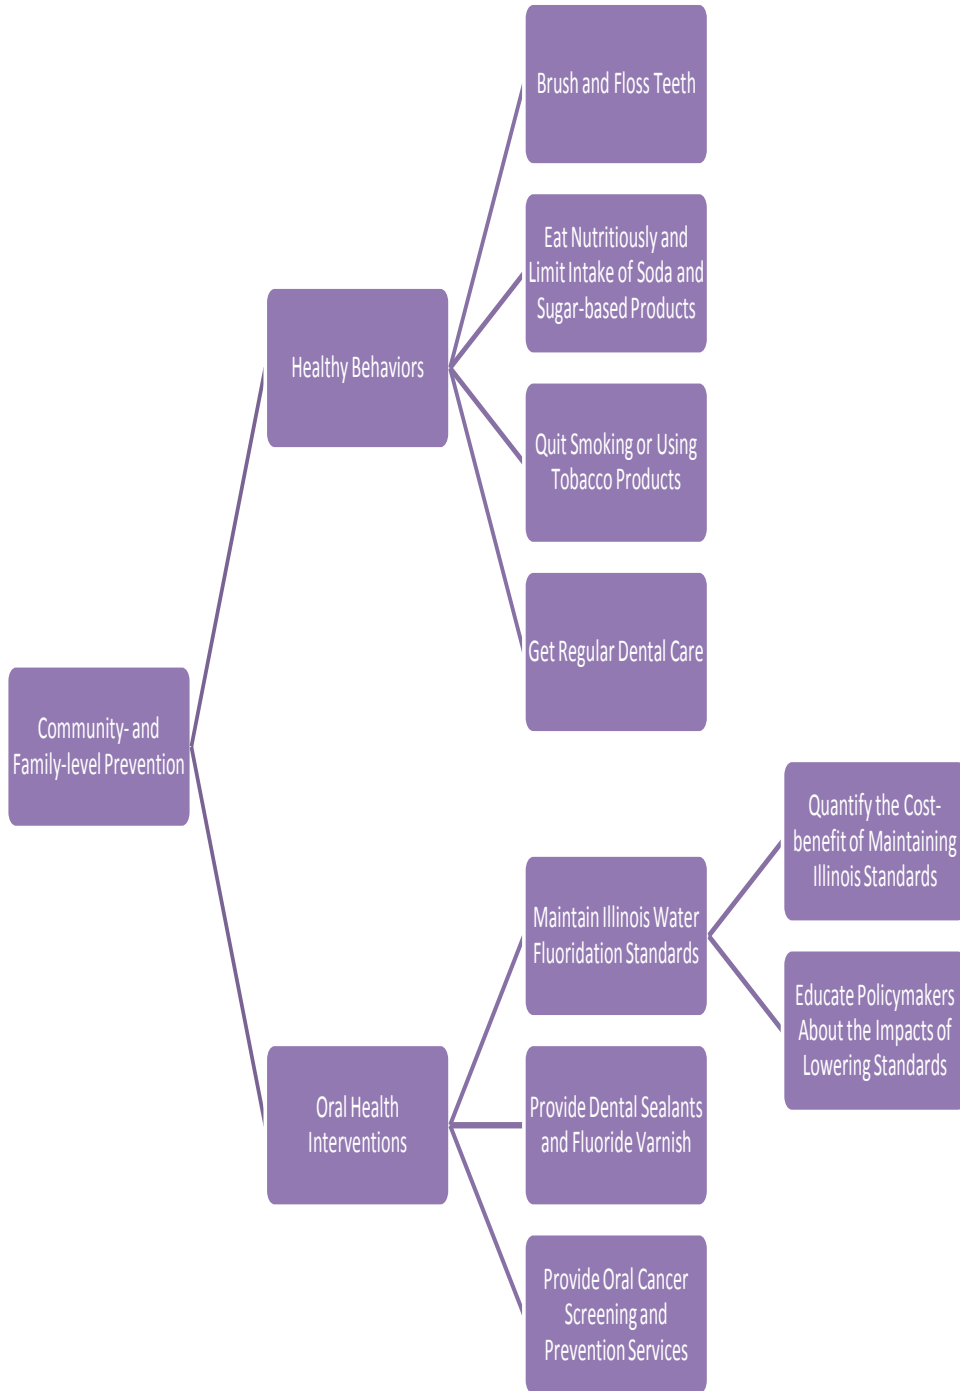 Brush and Floss Teeth
Eat Nutritiously and
Limit Intake of Soda and
Sugar-based Products
Healthy Behaviors
Quit Smoking or Using
Tobacco Products
Get Regular Dental Care
Community- and
Family-level Prevention
Quantify the Cost-
benefit of Maintaining
Illinois Standards
Maintain Illinois Water
Fluoridation Standards
Educate Policymakers
About the Impacts of
Lowering Standards
Oral Health
Interventions
Provide Dental Sealants
and Fluoride Varnish
Provide Oral Cancer
Screening and
Prevention Services